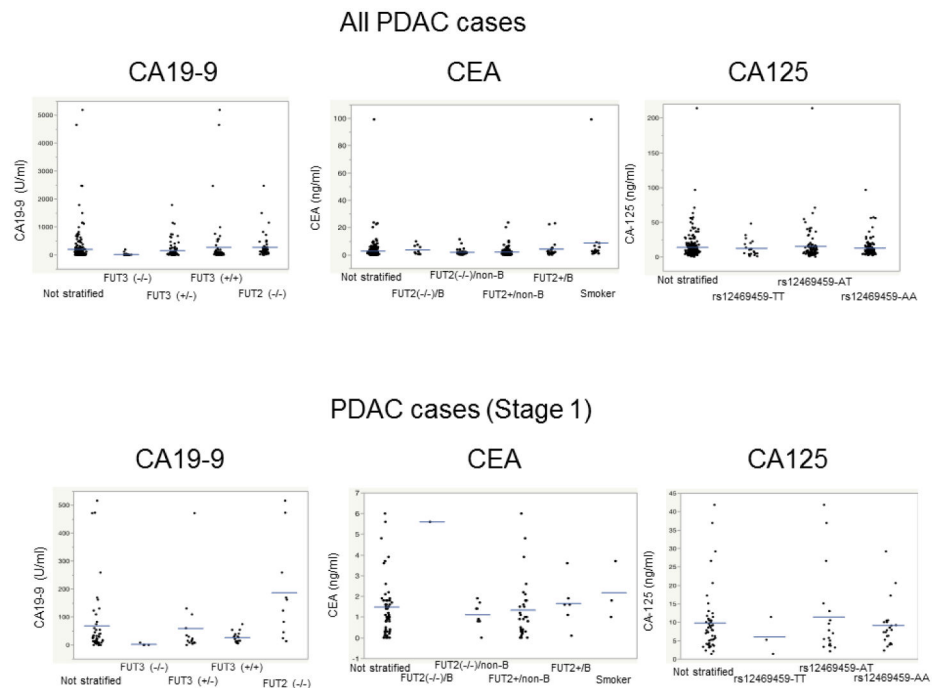 All PDAC cases
CA19-9
CEA
CA125
CA19-9 (U/ml)
5000
4000
3000
2000
1000
0
FUT3 (-/-)
FUT3 (+/+)
Not stratified
FUT3 (+/-)
FUT2 (-/-)
CEA (ng/ml)
100
80
60
40
20
0
Not stratified
FUT2(-/-)/non-B
FUT2+/B
FUT2(-/-)/B
FUT2+/non-B
Smoker
CA-125 (ng/ml)
200
150
100
50
0
Not stratified
rs12469459-AT
rs12469459-TT
rs12469459-AA
PDAC cases (Stage 1)
CA19-9
CEA
CA125
CA19-9 (U/ml)
500
400
300
200
100
0
FUT3 (-/-)
FUT3 (+/+)
Not stratified
FUT3 (+/-)
FUT2 (-/-)
CEA (ng/ml)
7
6
5
4
3
2
1
0
-1
Not stratified
FUT2(-/-)/non-B
FUT2+/B
FUT2(-/-)/B
FUT2+/non-B
Smoker
CA-125 (ng/ml)
45
40
35
30
25
20
15
10
5
0
Not stratified
rs12469459-AT
rs12469459-TT
rs12469459-AA